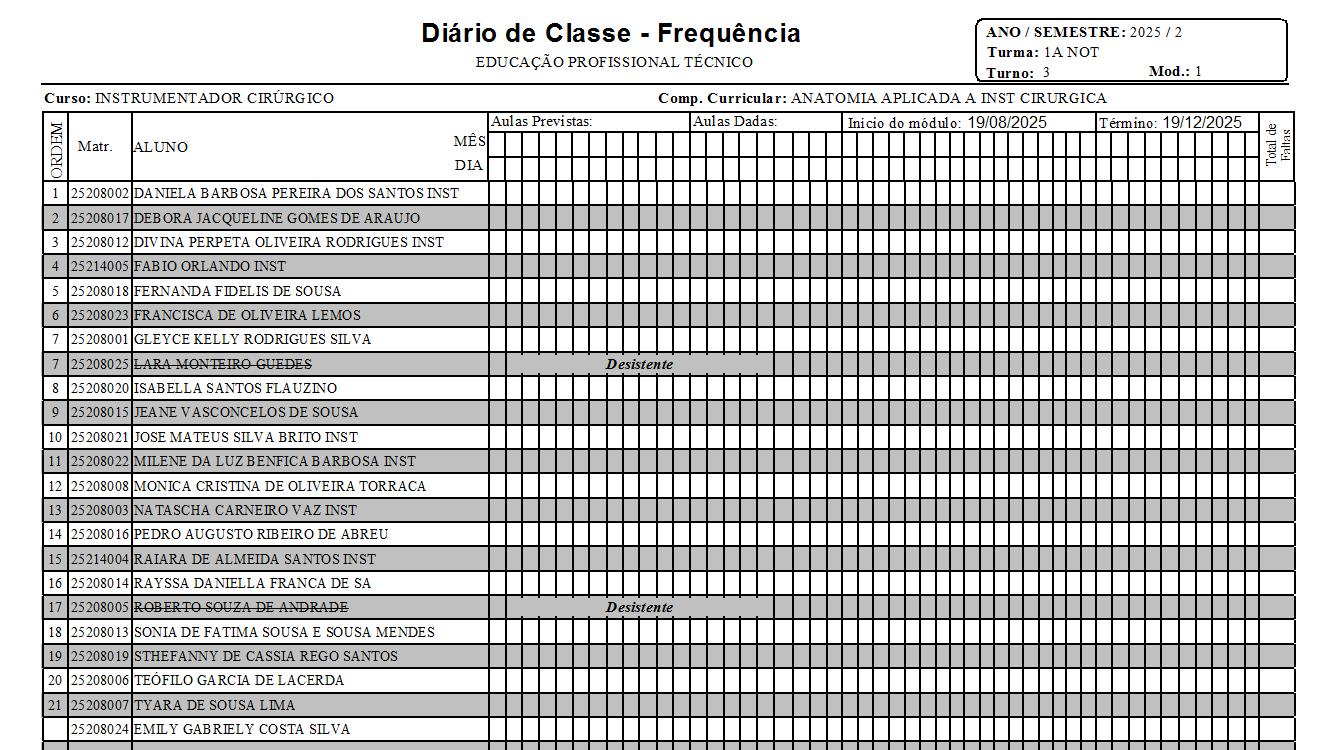 Diário de Classe - Frequência
EDUCAÇÃO PROFISSIONAL TÉCNICO
ANO / SEMESTRE: 2025 / 2
Turma: 1A NOT
Turno: 3 Mod.: 1
Curso: INSTRUMENTADOR CIRÚRGICO Comp. Curricular: ANATOMIA APLICADA A INST CIRURGICA
ORDEM Matr. ALUNO MÊS DIA Aulas Previstas: Aulas Dadas: Início do módulo: 19/08/2025 Término: 19/12/2025 Total de Faltas
1 25208002 DANIELA BARBOSA PEREIRA DOS SANTOS INST
2 25208017 DEBORA JACQUELINE GOMES DE ARAUJO
3 25208012 DIVINA PERPETA OLIVEIRA RODRIGUES INST
4 25214005 FABIO ORLANDO INST
5 25208018 FERNANDA FIDELIS DE SOUSA
6 25208023 FRANCISCA DE OLIVEIRA LEMOS
7 25208001 GLEYCE KELLY RODRIGUES SILVA
7 25208025 LARA MONTEIRO GUEDES Desistente
8 25208020 ISABELLA SANTOS FLAUZINO
9 25208015 JEANE VASCONCELOS DE SOUSA
10 25208021 JOSE MATEUS SILVA BRITO INST
11 25208022 MILENE DA LUZ BENFICA BARBOSA INST
12 25208008 MONICA CRISTINA DE OLIVEIRA TORRACA
13 25208003 NATASCHA CARNEIRO VAZ INST
14 25208016 PEDRO AUGUSTO RIBEIRO DE ABREU
15 25214004 RAIARA DE ALMEIDA SANTOS INST
16 25208014 RAYSSA DANIELLA FRANCA DE SA
17 25208005 ROBERTO SOUZA DE ANDRADE Desistente
18 25208013 SONIA DE FATIMA SOUSA E SOUSA MENDES
19 25208019 STHEFANNY DE CASSIA REGO SANTOS
20 25208006 TEÓFILO GARCIA DE LACERDA
21 25208007 TYARA DE SOUSA LIMA
25208024 EMILY GABRIELY COSTA SILVA